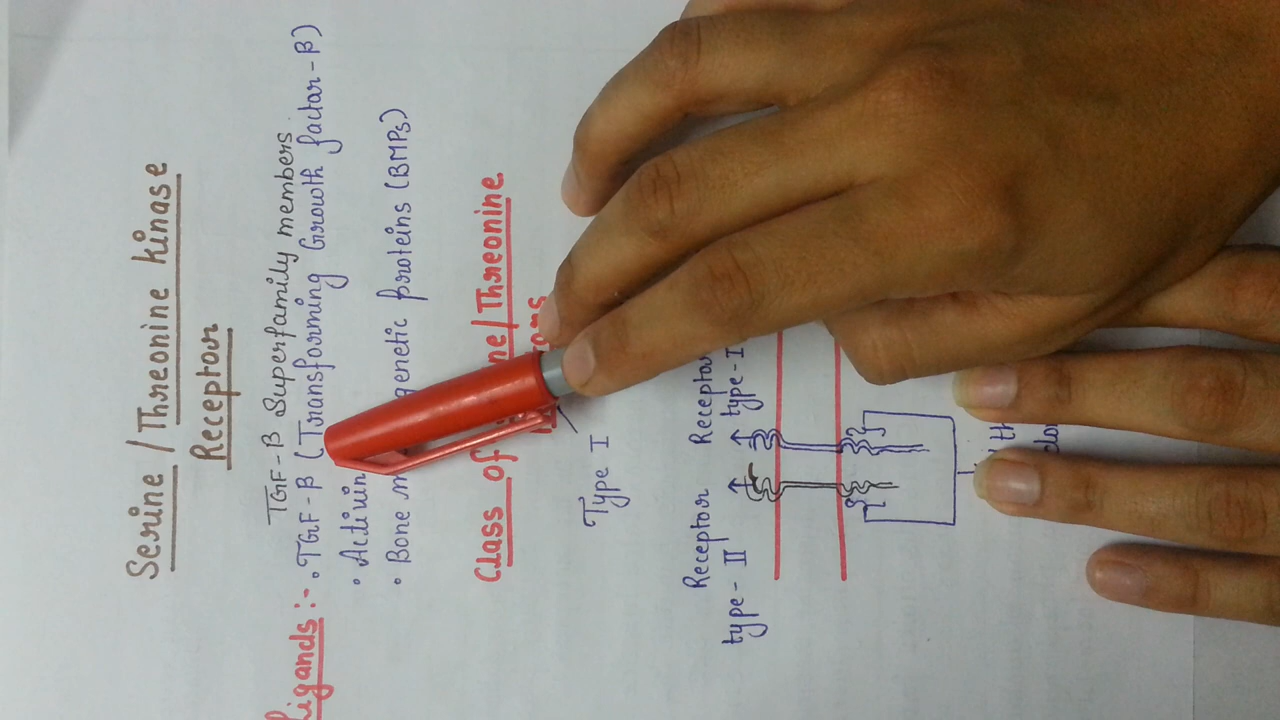 Serine/Threonine kinase
Receptor
TGF-β Superfamily members.
Ligands:- • TGF-β (Transforming Growth factor-β)
• Activin
• Bone genetic proteins (BMPs)
Class of /Threonine
Type I
Receptor Receptor
type-II type-I